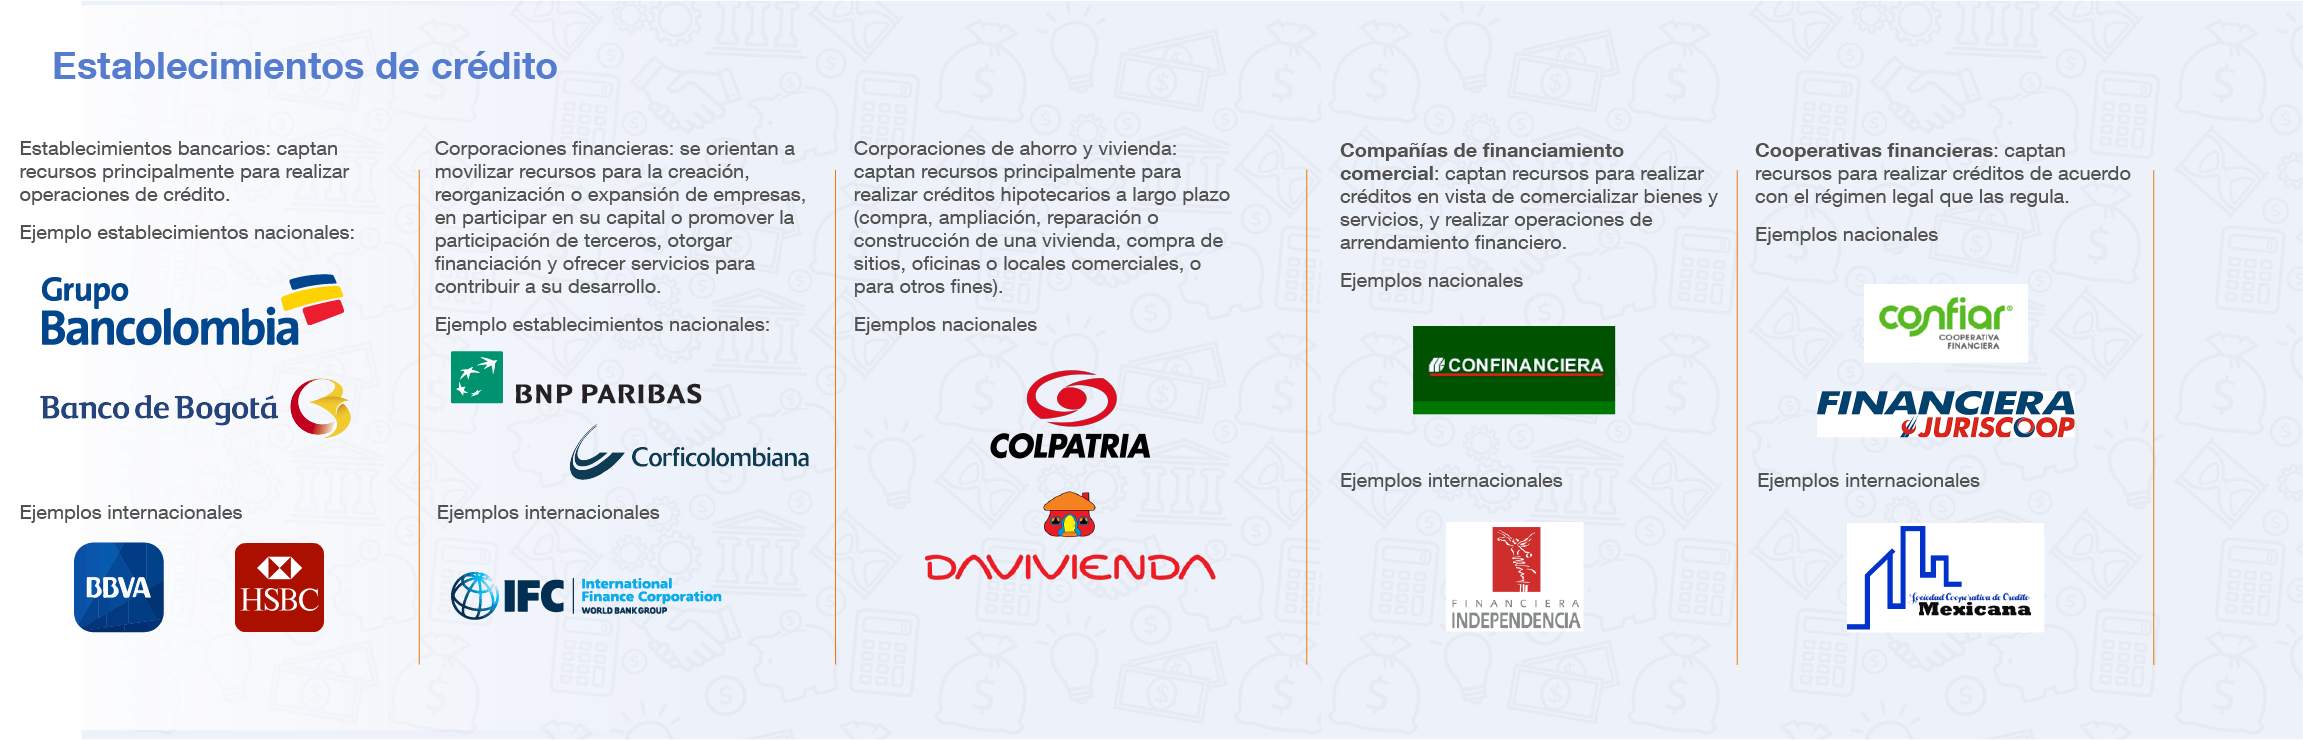 Establecimientos de crédito
Establecimientos bancarios: captan
recursos principalmente para realizar
operaciones de crédito.
Ejemplo establecimientos nacionales:
Grupo
Bancolombia
Banco de Bogotá
Ejemplos internacionales
BBVA
HSBC
Corporaciones financieras: se orientan a
movilizar recursos para la creación,
reorganización o expansión de empresas,
en participar en su capital o promover la
participación de terceros, otorgar
financiación y ofrecer servicios para
contribuir a su desarrollo.
Ejemplo establecimientos nacionales:
BNP PARIBAS
Corficolombiana
Ejemplos internacionales
IFC
International
Finance Corporation
WORLD BANK GROUP
Corporaciones de ahorro y vivienda:
captan recursos principalmente para
realizar créditos hipotecarios a largo plazo
(compra, ampliación, reparación o
construcción de una vivienda, compra de
sitios, oficinas o locales comerciales, o
para otros fines).
Ejemplos nacionales
COLPATRIA
DAVIVIENDA
Compañías de financiamiento
comercial: captan recursos para realizar
créditos en vista de comercializar bienes y
servicios, y realizar operaciones de
arrendamiento financiero.
Ejemplos nacionales
CONFINANCIERA
Ejemplos internacionales
FINANCIERA
INDEPENDENCIA
Cooperativas financieras: captan
recursos para realizar créditos de acuerdo
con el régimen legal que las regula.
Ejemplos nacionales
confiar®
COOPERATIVA
FINANCIERA
FINANCIERA
JURISCOOP
Ejemplos internacionales
Sociedad Cooperativa de Credito
Mexicana